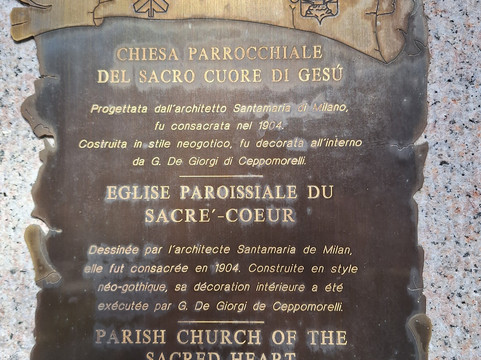 CHIESA PARROCCHIALE
DEL SACRO CUORE DI GESÚ
Progettata dall'architetto Santamaria di Milano,
fu consacrata nel 1904.
Costruita in stile neogotico, fu decorata all'interno
da G. De Giorgi di Ceppomorelli.
EGLISE PAROISSIALE DU
SACRE'-COEUR
Dessinée par l'architecte Santamaria de Milan,
elle fut consacrée en 1904. Construite en style
néo-gothique, sa décoration intérieure a été
exécutée par G. De Giorgi de Ceppomorelli.
PARISH CHURCH OF THE
SACRED HEART